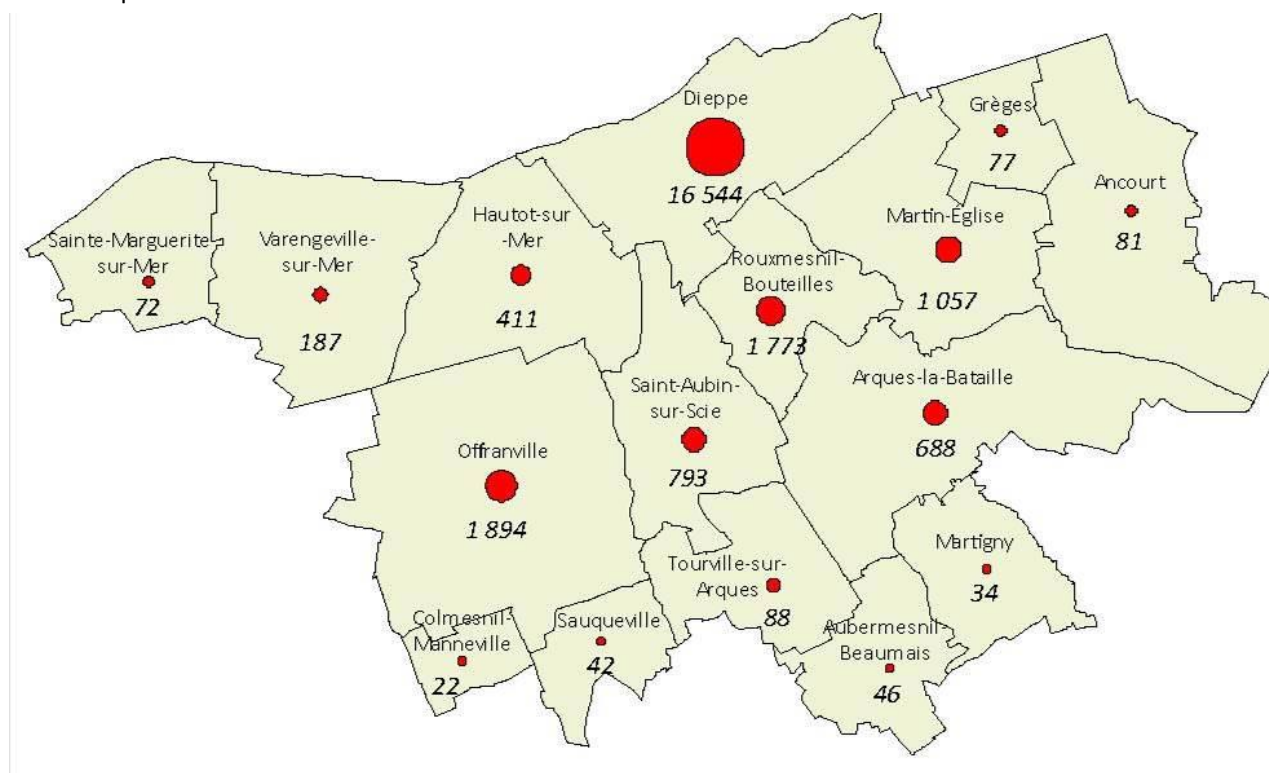 Dieppe
16 544
Grèges
77
Ancourt
81
Martin-Église
1 057
Hautot-sur
-Mer
411
Varengeville-
sur-Mer
187
Sainte-Marguerite-
sur-Mer
72
Rouxmesnil-
Bouteilles
1 773
Saint-Aubin-
sur-Scie
793
Arques-la-Bataille
688
Offranville
1 894
Martigny
34
Tourville-sur-
Arques
88
Colmesnil-
Manneville
22
Sauqueville
42
Aubermesnil-
Beaumais
46